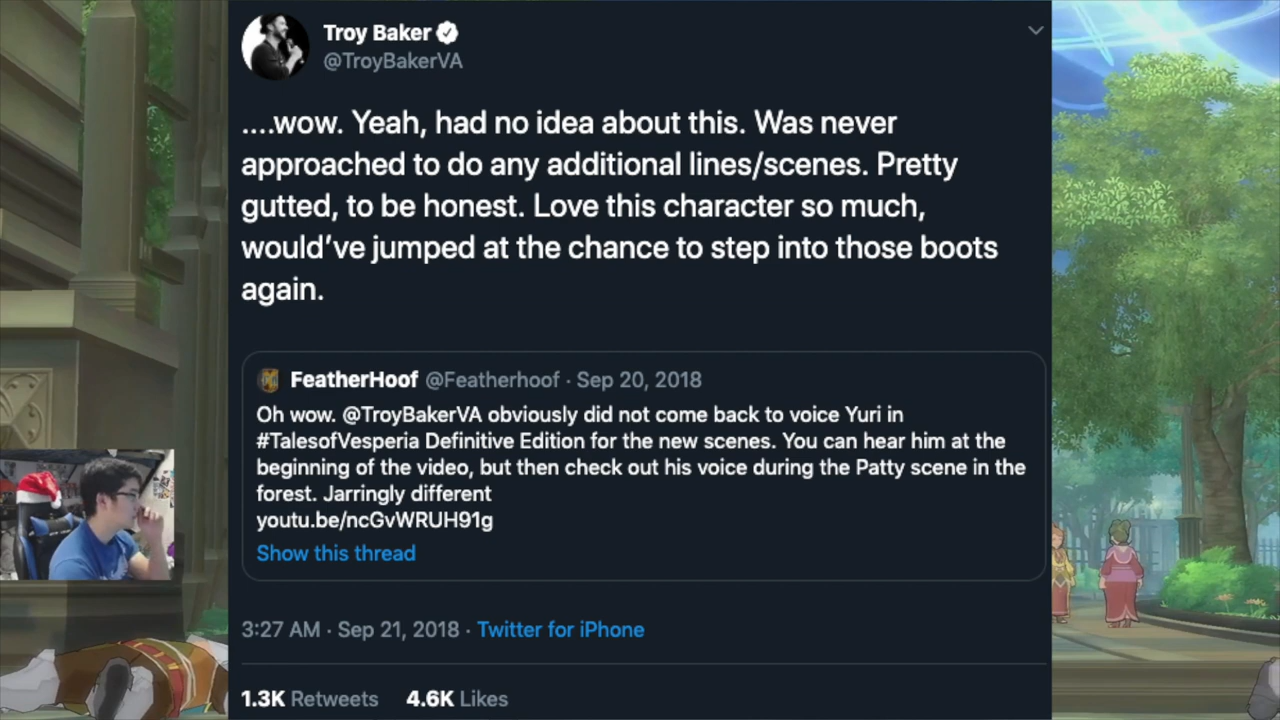 Troy Baker
@TroyBakerVA
....wow. Yeah, had no idea about this. Was never
approached to do any additional lines/scenes. Pretty
gutted, to be honest. Love this character so much,
would’ve jumped at the chance to step into those boots
again.
FeatherHoof @Featherhoof · Sep 20, 2018
Oh wow. @TroyBakerVA obviously did not come back to voice Yuri in
#TalesofVesperia Definitive Edition for the new scenes. You can hear him at the
beginning of the video, but then check out his voice during the Patty scene in the
forest. Jarringly different
youtu.be/ncGvWRUH91g
Show this thread
3:27 AM · Sep 21, 2018 · Twitter for iPhone
1.3K Retweets 4.6K Likes